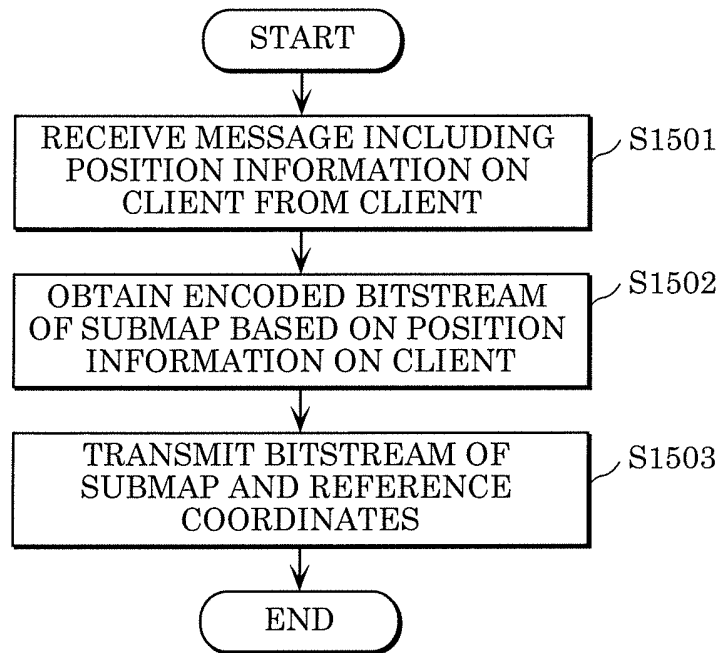 START
RECEIVE MESSAGE INCLUDING
POSITION INFORMATION ON
CLIENT FROM CLIENT
S1501
OBTAIN ENCODED BITSTREAM
OF SUBMAP BASED ON POSITION
INFORMATION ON CLIENT
S1502
TRANSMIT BITSTREAM OF
SUBMAP AND REFERENCE
COORDINATES
S1503
END